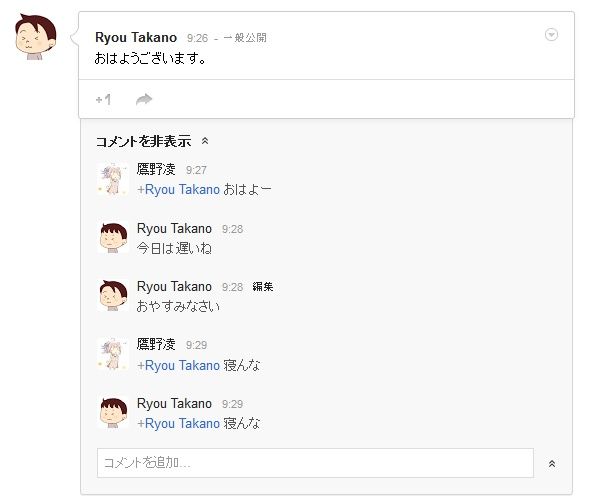 Ryou Takano 9:26 - 一般公開
おはようございます。
+1
コメントを非表示
鷹野凌 9:27
+Ryou Takano おはよー
Ryou Takano 9:28
今日は遅いね
Ryou Takano 9:28 編集
おやすみなさい
鷹野凌 9:29
+Ryou Takano 寝んな
Ryou Takano 9:29
+Ryou Takano 寝んな
コメントを追加...